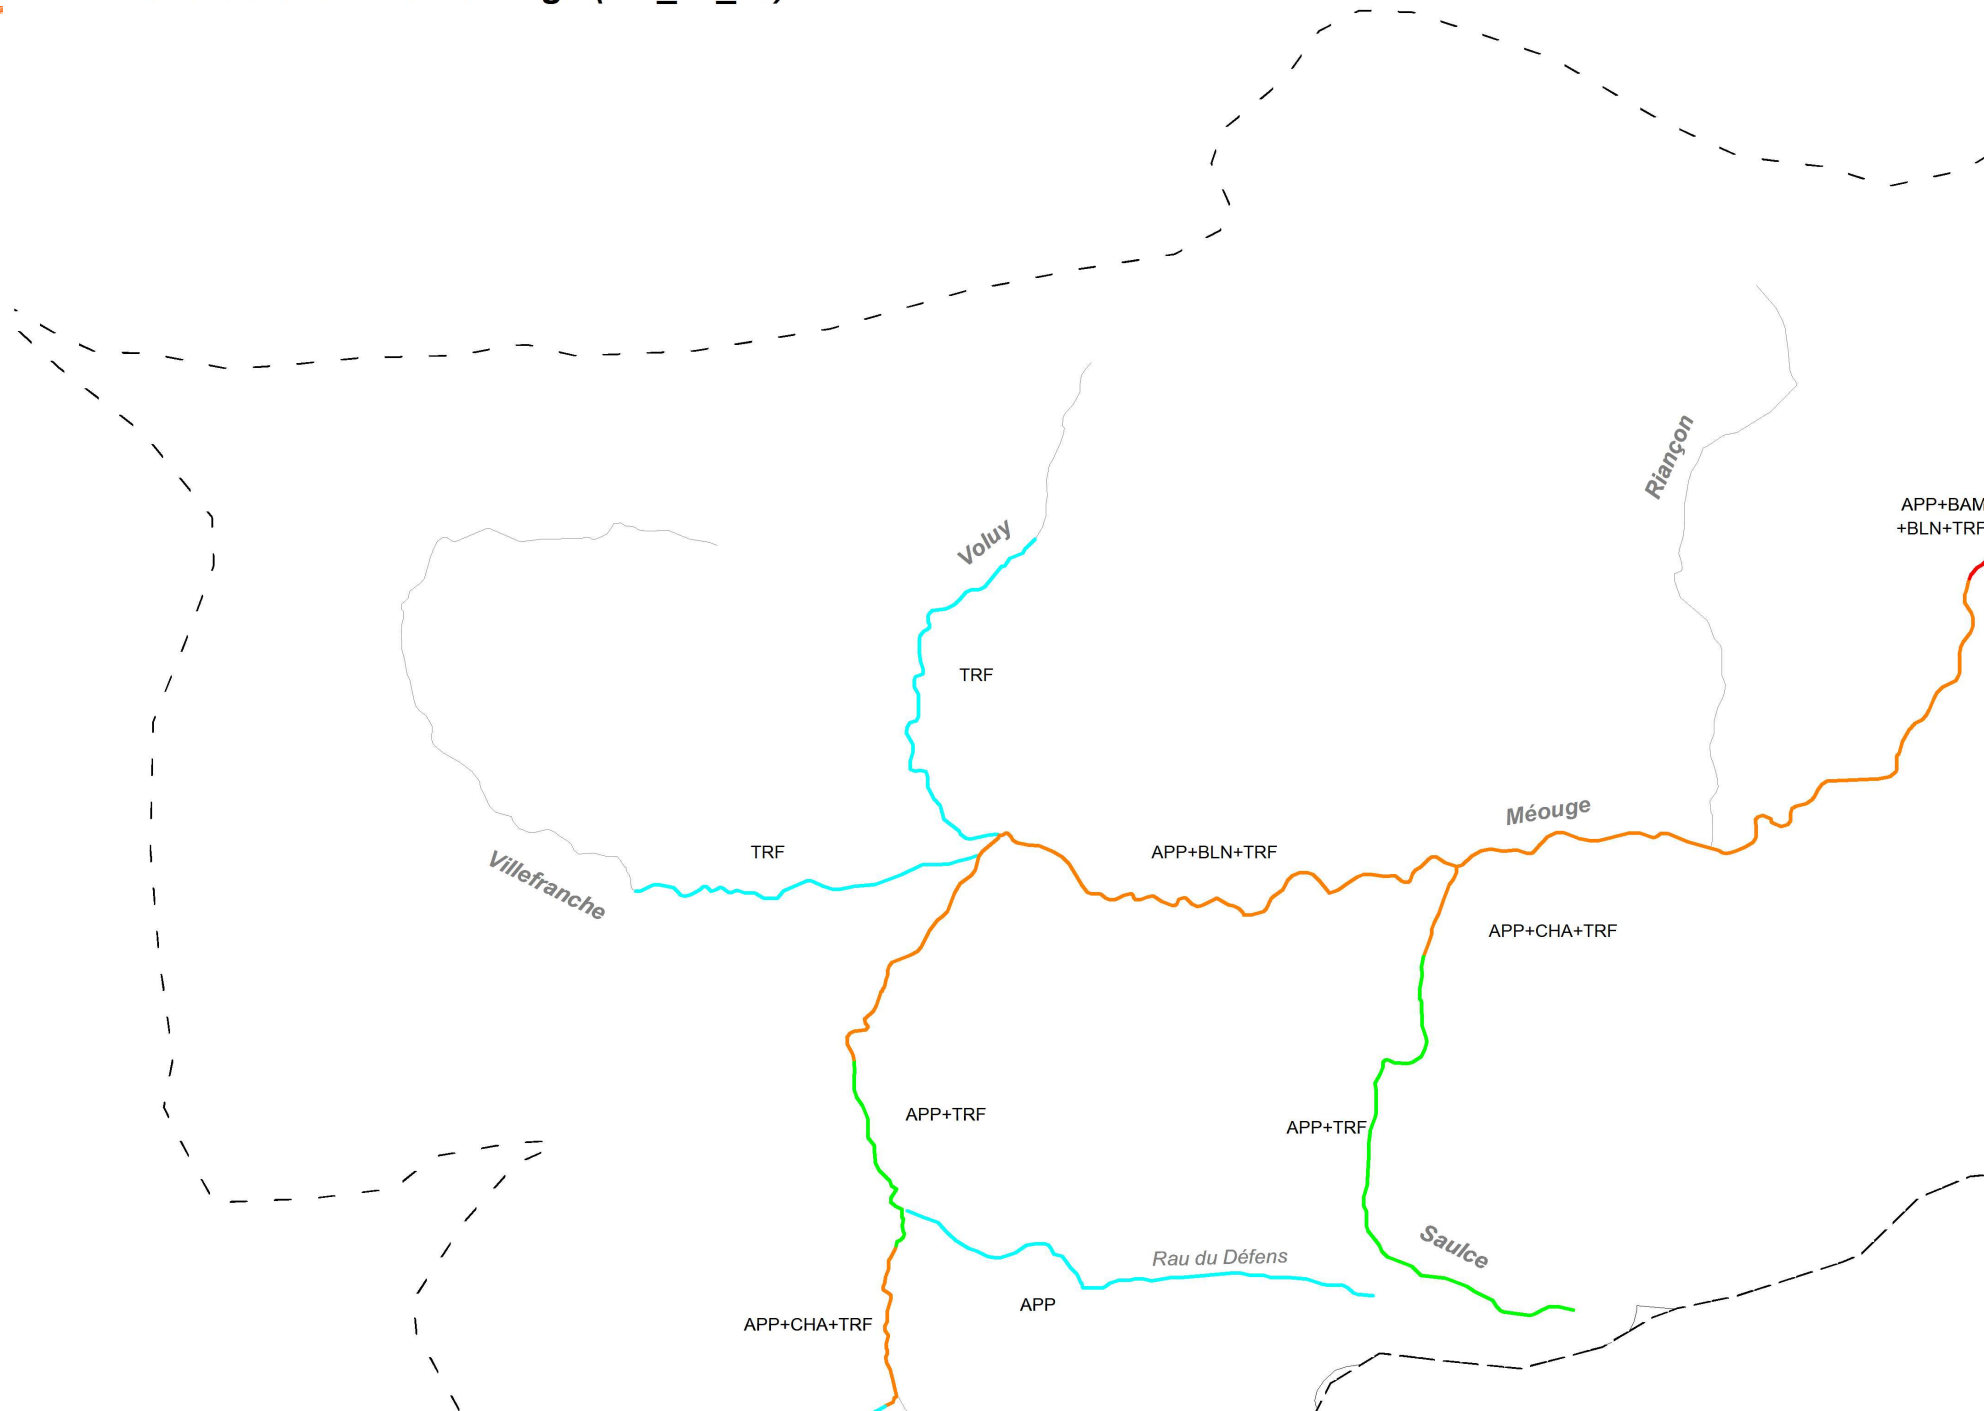 Riançon
APP+BAM
+BLN+TRF
Voluy
TRF
Méouge
TRF
APP+BLN+TRF
Villefranche
APP+CHA+TRF
APP+TRF
APP+TRF
Saulce
Rau du Défens
APP
APP+CHA+TRF